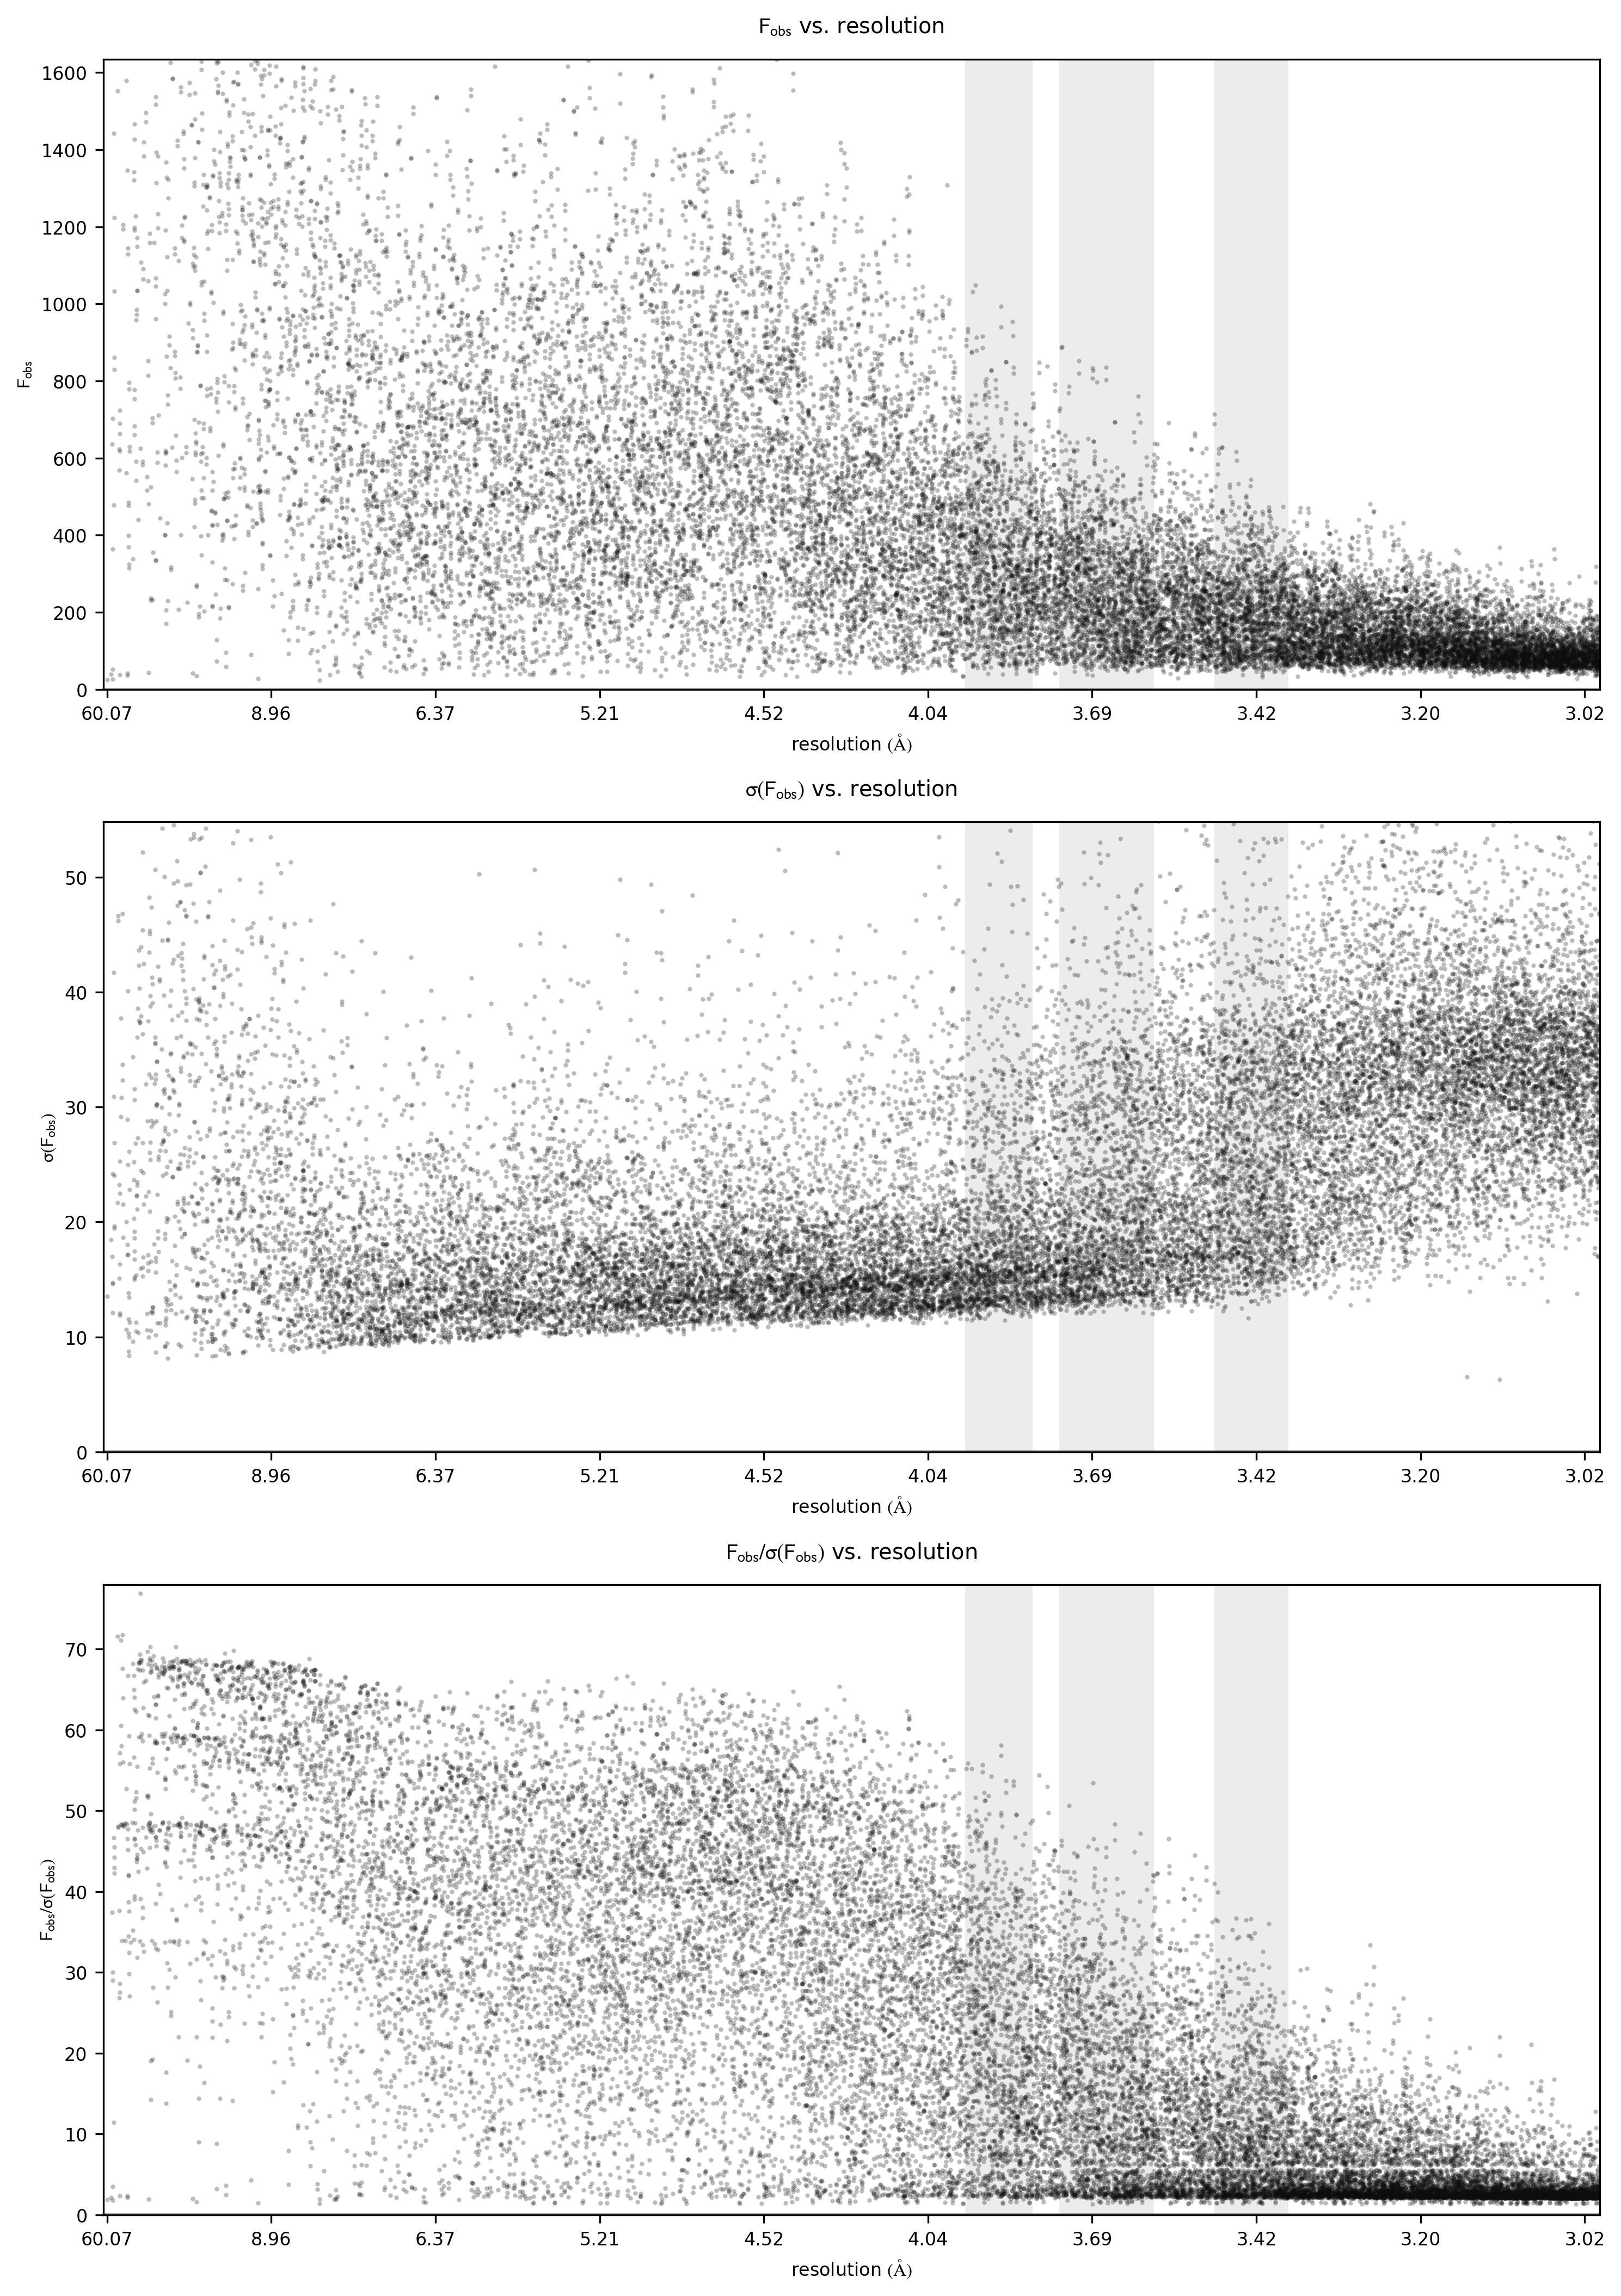 Fobs vs. resolution
1600
1400
1200
1000
800
600
400
200
0
Fobs
60.07 8.96 6.37 5.21 4.52 4.04 3.69 3.42 3.20 3.02
resolution (Å)
σ(Fobs) vs. resolution
50
40
30
20
10
0
σ(Fobs)
60.07 8.96 6.37 5.21 4.52 4.04 3.69 3.42 3.20 3.02
resolution (Å)
Fobs/σ(Fobs) vs. resolution
70
60
50
40
30
20
10
0
Fobs/σ(Fobs)
60.07 8.96 6.37 5.21 4.52 4.04 3.69 3.42 3.20 3.02
resolution (Å)